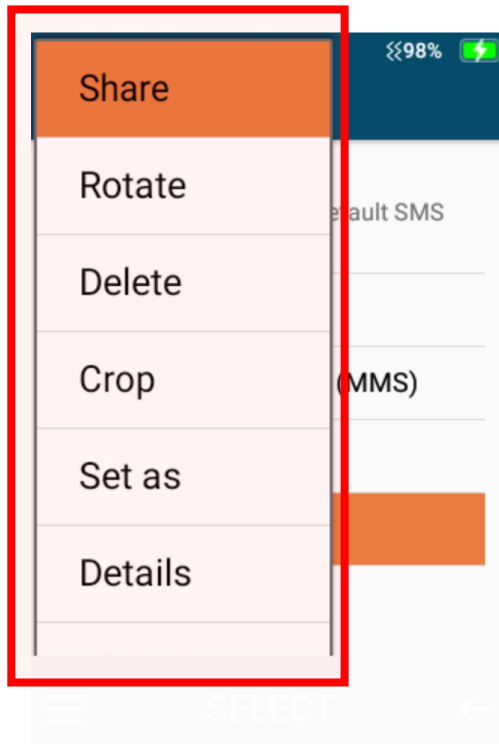 98%
Share
Rotate
ault SMS
Delete
Crop
(MMS)
Set as
Details
SELECT